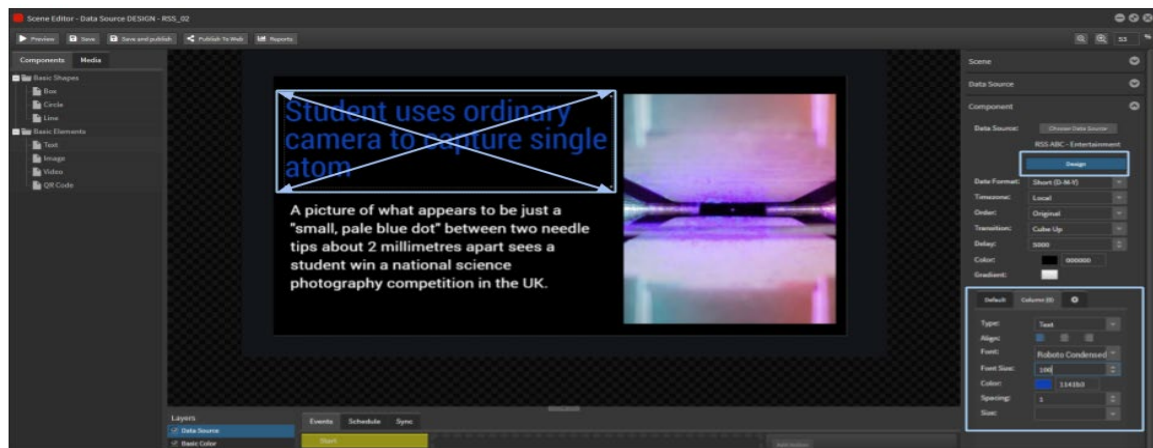 Scene Editor - Data Source DESIGN - RSS_02
Preview Save Save and publish Publish To Web Reports
53 %
Components Media
Basic Shapes
Box
Circle
Line
Basic Elements
Text
Image
Video
QR Code
Student uses ordinary
camera to capture single
atom
A picture of what appears to be just a
"small, pale blue dot" between two needle
tips about 2 millimetres apart sees a
student win a national science
photography competition in the UK.
Layers
Data Source
Basic Color
Events Schedule Sync
Start
Add Action
Scene
Data Source
Component
Data Source: Choose Data Source
RSS ABC - Entertainment
Design
Date Format: Short (D-M-Y)
Timezone: Local
Order: Original
Transition: Cube Up
Delay: 5000
Color: 000000
Gradient:
Default Column (0)
Type: Text
Align:
Font: Roboto Condensed
Font Size: 100
Color: 1143b3
Spacing: 1
Size: